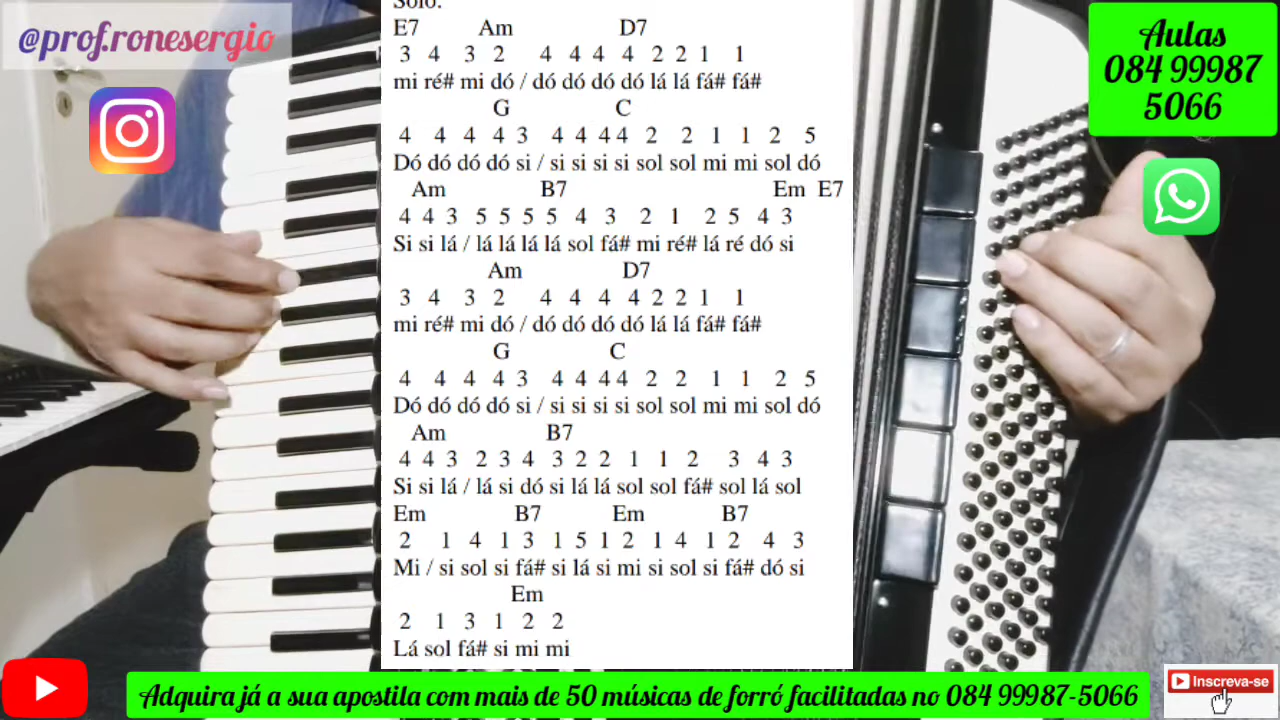 @prof.ronesergio
Aulas
084 99987
5066
Solo:
E7 Am D7
3 4 3 2 4 4 4 4 2 2 1 1
mi ré# mi dó / dó dó dó dó lá lá fá# fá#
G C
4 4 4 4 3 4 4 4 4 2 2 1 1 2 5
Dó dó dó dó si / si si si si sol sol mi mi sol dó
Am B7 Em E7
4 4 3 5 5 5 5 4 3 2 1 2 5 4 3
Si si lá / lá lá lá lá sol fá# mi ré# lá ré dó si
Am D7
3 4 3 2 4 4 4 4 2 2 1 1
mi ré# mi dó / dó dó dó dó lá lá fá# fá#
G C
4 4 4 4 3 4 4 4 4 2 2 1 1 2 5
Dó dó dó dó si / si si si si sol sol mi mi sol dó
Am B7
4 4 3 2 3 4 3 2 2 1 1 2 3 4 3
Si si lá / lá si dó si lá lá sol sol fá# sol lá sol
Em B7 Em B7
2 1 4 1 3 1 5 1 2 1 4 1 2 4 3
Mi / si sol si fá# si lá si mi si sol si fá# dó si
Em
2 1 3 1 2 2
Lá sol fá# si mi mi
Adquira já a sua apostila com mais de 50 músicas de forró facilitadas no 084 99987-5066
Inscreva-se